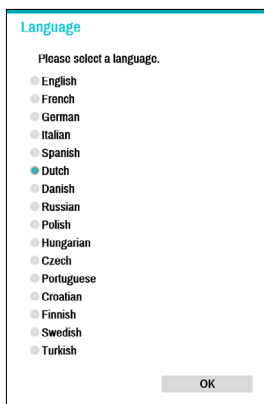 Language
Please select a language.
English
French
German
Italian
Spanish
Dutch
Danish
Russian
Polish
Hungarian
Czech
Portuguese
Croatian
Finnish
Swedish
Turkish
OK